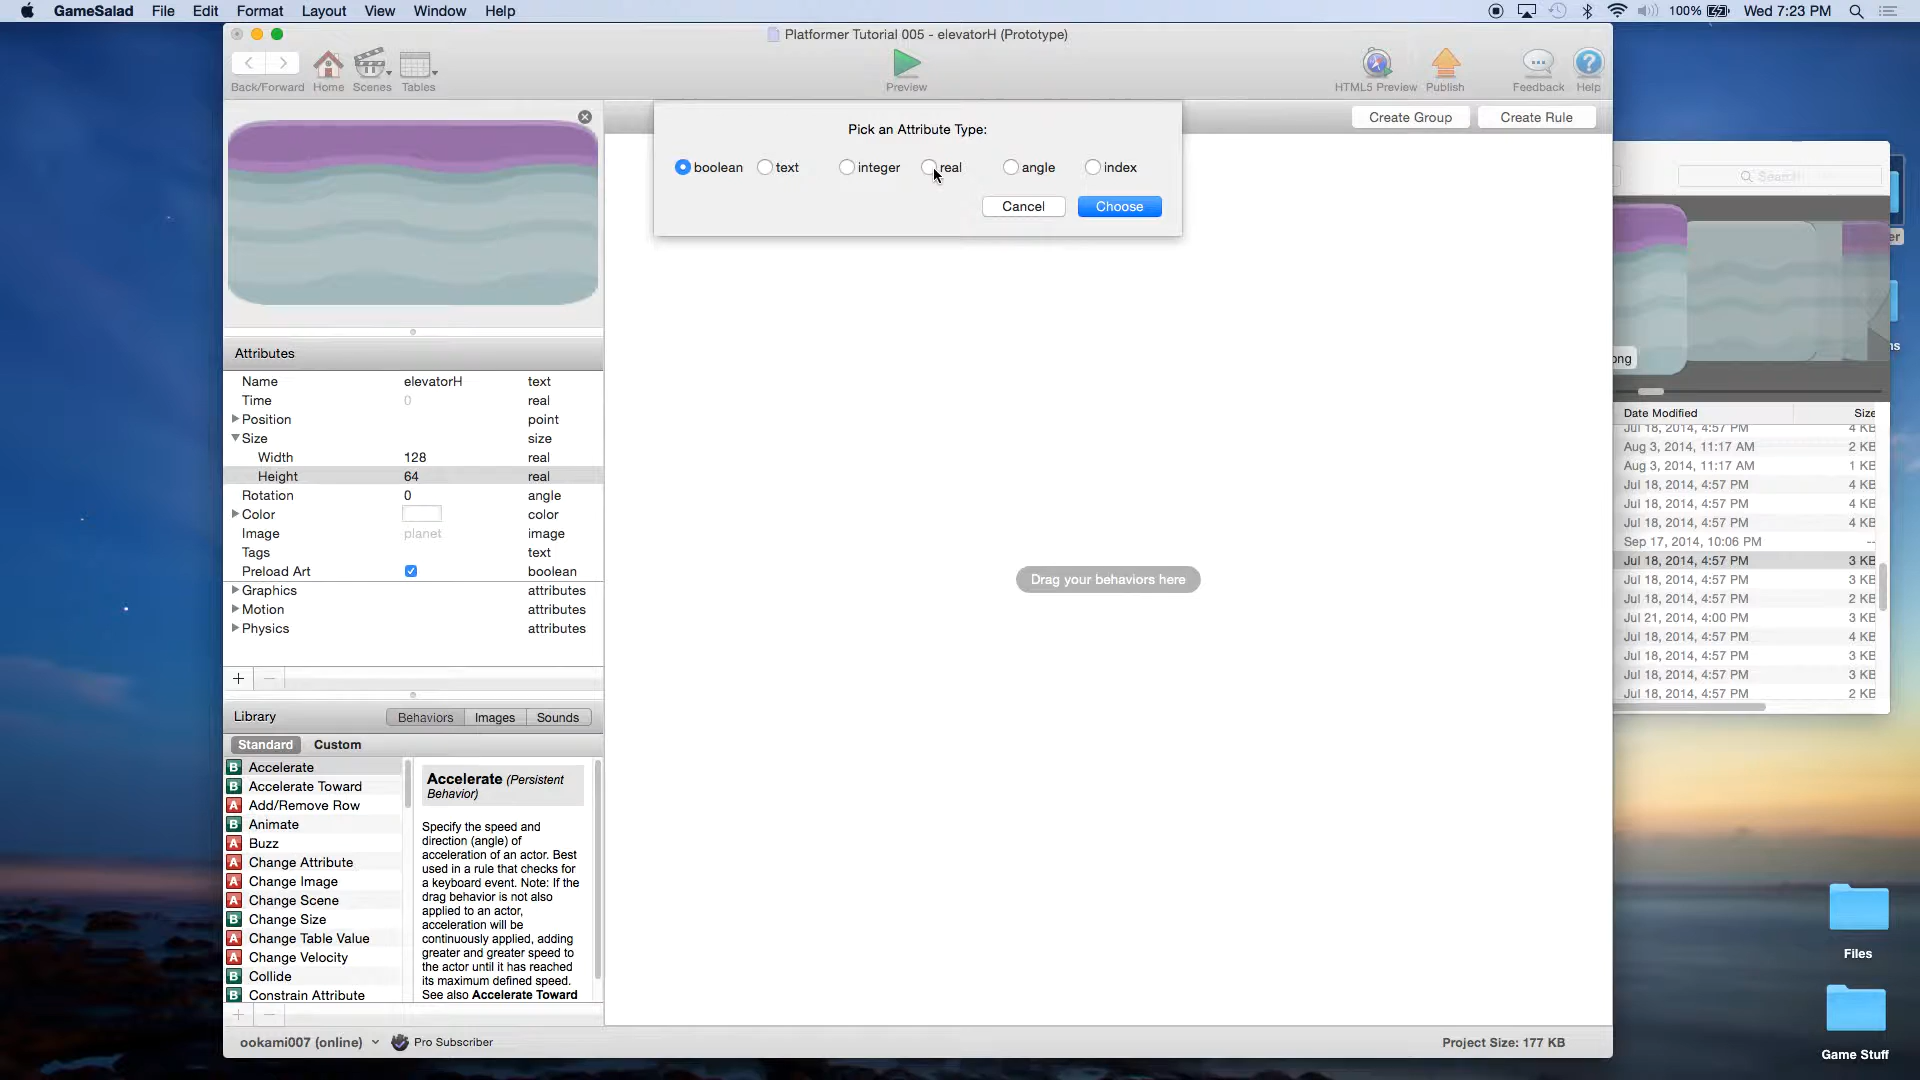 GameSalad File Edit Format Layout View Window Help
100% Wed 7:23 PM
Platformer Tutorial 005 - elevatorH (Prototype)
Back/Forward Home Scenes Tables
Preview
HTML5 Preview Publish Feedback Help
Create Group Create Rule
Pick an Attribute Type:
boolean text integer real angle index
Cancel Choose
Search
Attributes
Name elevatorH text
Time 0 real
Position point
Size size
Width 128 real
Height 64 real
Rotation 0 angle
Color color
Image planet image
Tags text
Preload Art boolean
Graphics attributes
Motion attributes
Physics attributes
Drag your behaviors here
Library Behaviors Images Sounds
Standard Custom
B Accelerate
B Accelerate Toward
A Add/Remove Row
B Animate
A Buzz
A Change Attribute
A Change Image
A Change Scene
B Change Size
A Change Table Value
A Change Velocity
B Collide
B Constrain Attribute
Accelerate (Persistent
Behavior)
Specify the speed and
direction (angle) of
acceleration of an actor. Best
used in a rule that checks for
a keyboard event. Note: If the
drag behavior is not also
applied to an actor,
acceleration will be
continuously applied, adding
greater and greater speed to
the actor until it has reached
its maximum defined speed.
See also Accelerate Toward
ookami007 (online) Pro Subscriber
Project Size: 177 KB
er
ns
ong
Date Modified Size
Jul 18, 2014, 4:57 PM 4 KB
Aug 3, 2014, 11:17 AM 2 KB
Aug 3, 2014, 11:17 AM 1 KB
Jul 18, 2014, 4:57 PM 4 KB
Jul 18, 2014, 4:57 PM 4 KB
Jul 18, 2014, 4:57 PM 4 KB
Sep 17, 2014, 10:06 PM --
Jul 18, 2014, 4:57 PM 3 KB
Jul 18, 2014, 4:57 PM 3 KB
Jul 18, 2014, 4:57 PM 2 KB
Jul 21, 2014, 4:00 PM 3 KB
Jul 18, 2014, 4:57 PM 4 KB
Jul 18, 2014, 4:57 PM 3 KB
Jul 18, 2014, 4:57 PM 3 KB
Jul 18, 2014, 4:57 PM 2 KB
Files
Game Stuff